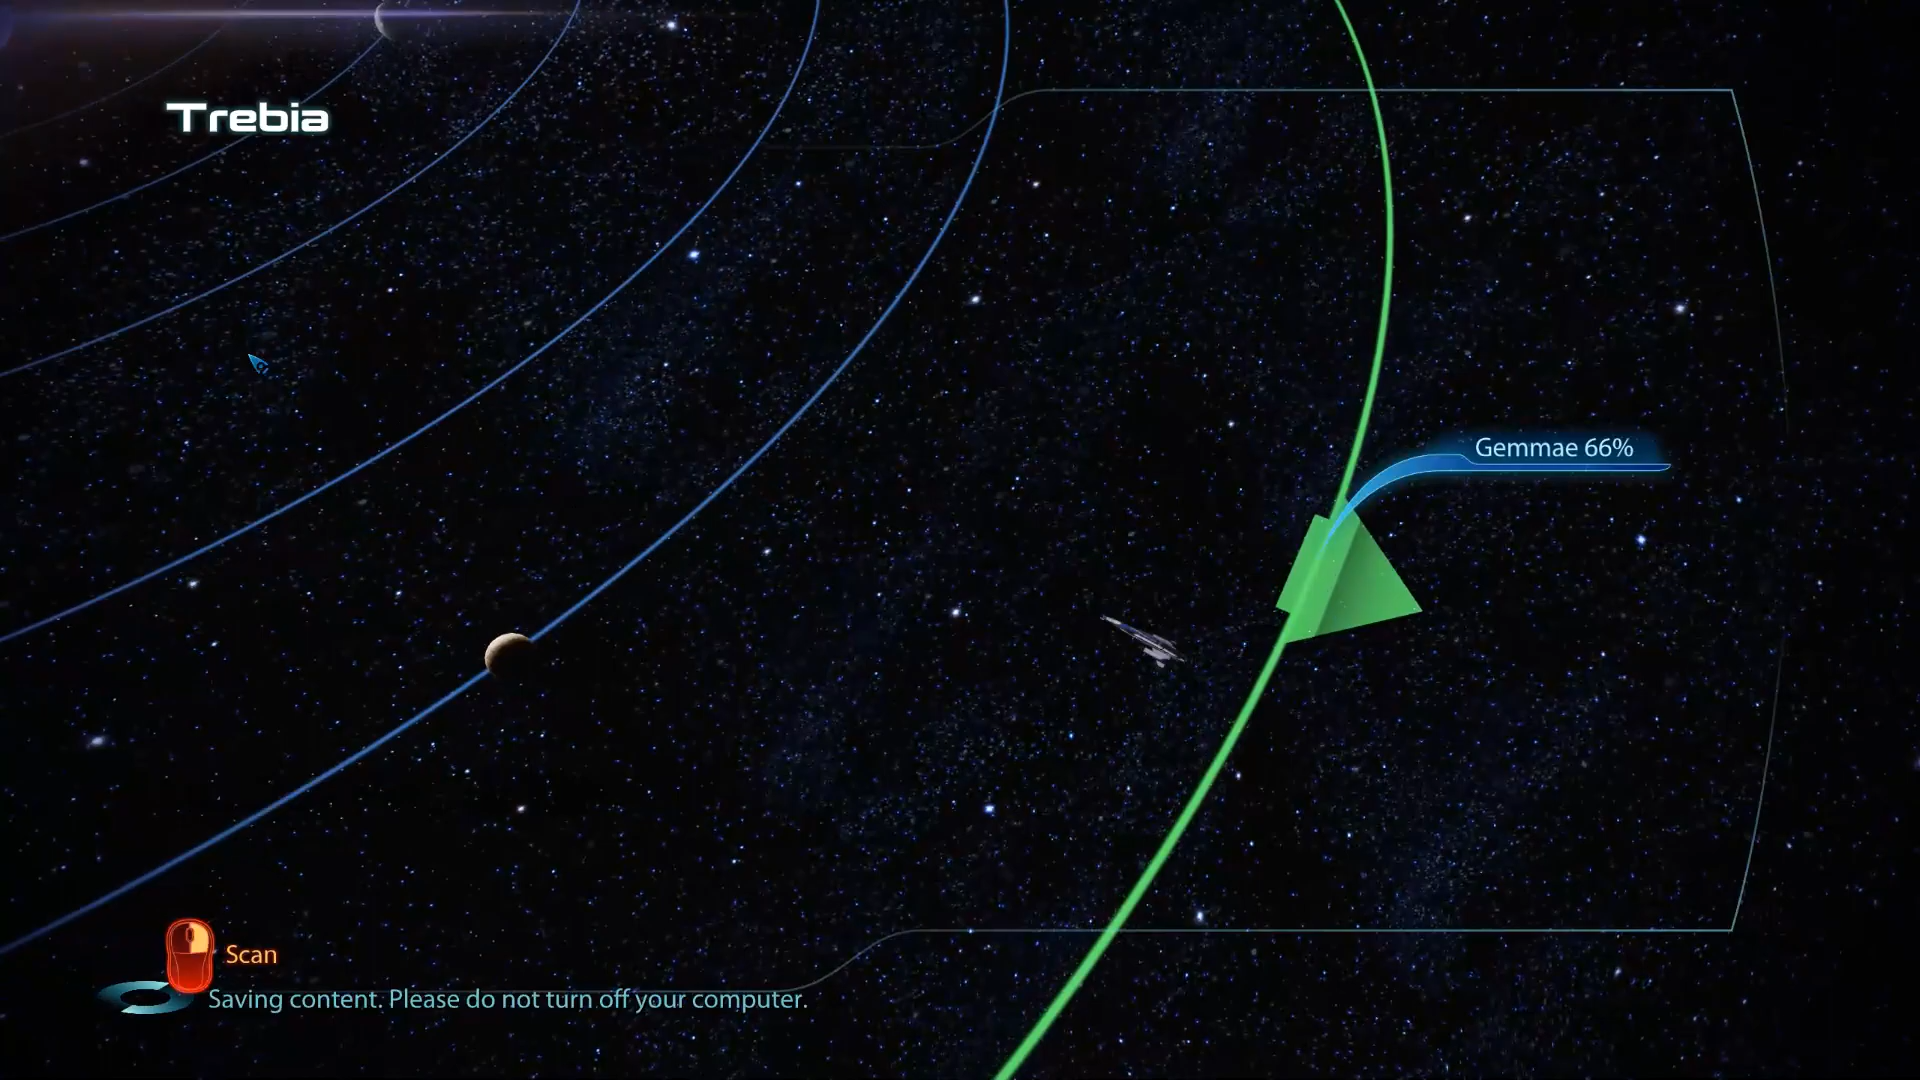 Trebia
Gemmae 66%
Scan
Saving content. Please do not turn off your computer.